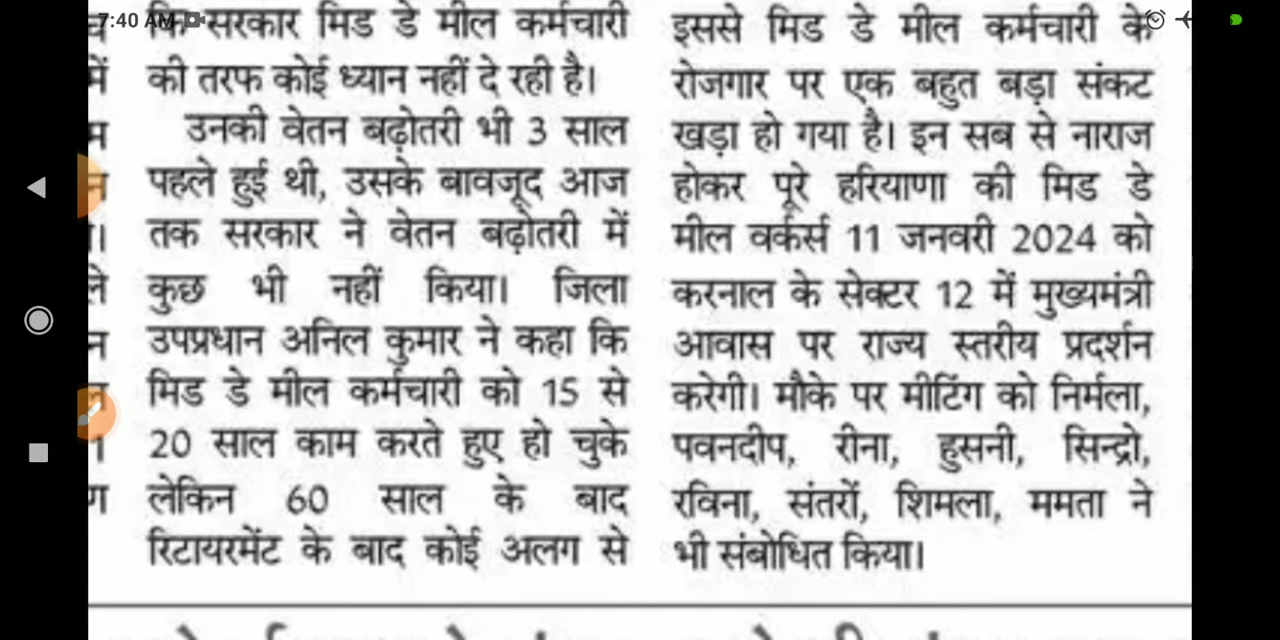 7:40 AM
कि सरकार मिड डे मील कर्मचारी
की तरफ कोई ध्यान नहीं दे रही है।
उनकी वेतन बढ़ोतरी भी 3 साल
पहले हुई थी, उसके बावजूद आज
तक सरकार ने वेतन बढ़ोतरी में
कुछ भी नहीं किया। जिला
उपप्रधान अनिल कुमार ने कहा कि
मिड डे मील कर्मचारी को 15 से
20 साल काम करते हुए हो चुके
लेकिन 60 साल के बाद
रिटायरमेंट के बाद कोई अलग से
इससे मिड डे मील कर्मचारी के
रोजगार पर एक बहुत बड़ा संकट
खड़ा हो गया है। इन सब से नाराज
होकर पूरे हरियाणा की मिड डे
मील वर्कर्स 11 जनवरी 2024 को
करनाल के सेक्टर 12 में मुख्यमंत्री
आवास पर राज्य स्तरीय प्रदर्शन
करेगी। मौके पर मीटिंग को निर्मला,
पवनदीप, रीना, हुसनी, सिन्द्रो,
रविना, संतरों, शिमला, ममता ने
भी संबोधित किया।